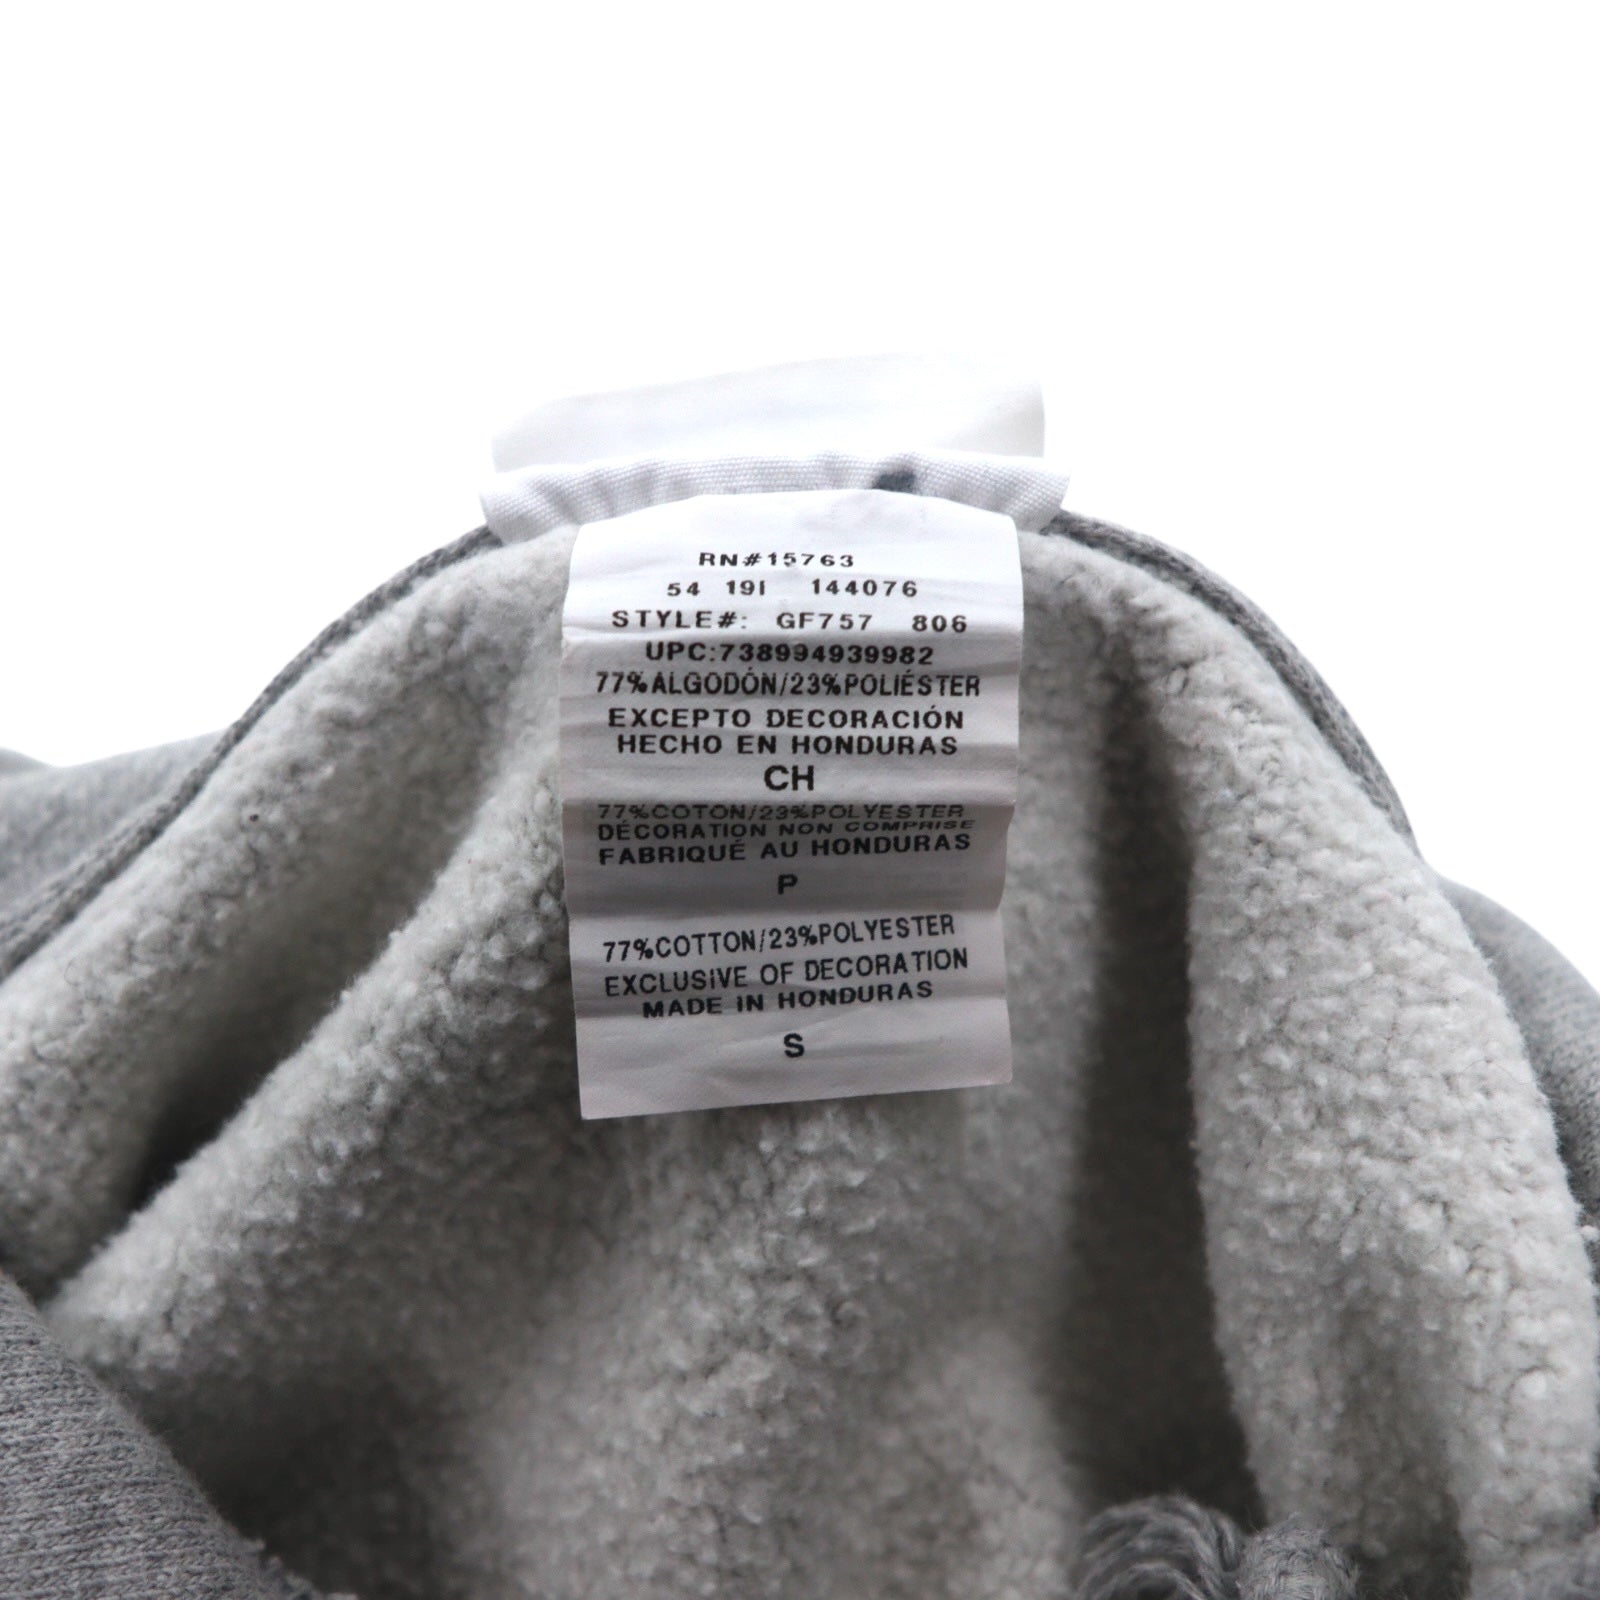 RN#15763
54 19I 144076
STYLE#: GF757 806
UPC:738994939982
77%ALGODÓN/23%POLIÉSTER
EXCEPTO DECORACIÓN
HECHO EN HONDURAS
CH
77%COTON/23%POLYESTER
DÉCORATION NON COMPRISE
FABRIQUÉ AU HONDURAS
P
77%COTTON/23%POLYESTER
EXCLUSIVE OF DECORATION
MADE IN HONDURAS
S